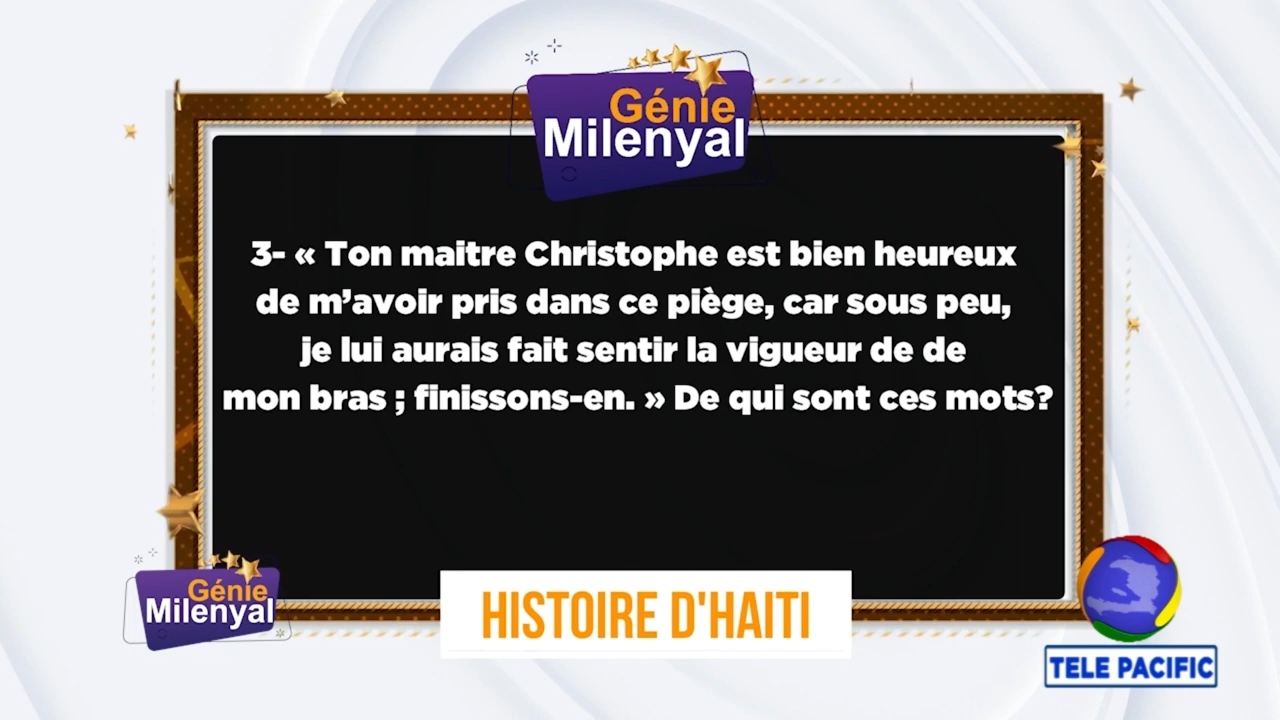 Génie
Milenyal
3- « Ton maitre Christophe est bien heureux
de m’avoir pris dans ce piège, car sous peu,
je lui aurais fait sentir la vigueur de de
mon bras ; finissons-en. » De qui sont ces mots?
Génie
Milenyal
HISTOIRE D'HAITI
TELE PACIFIC